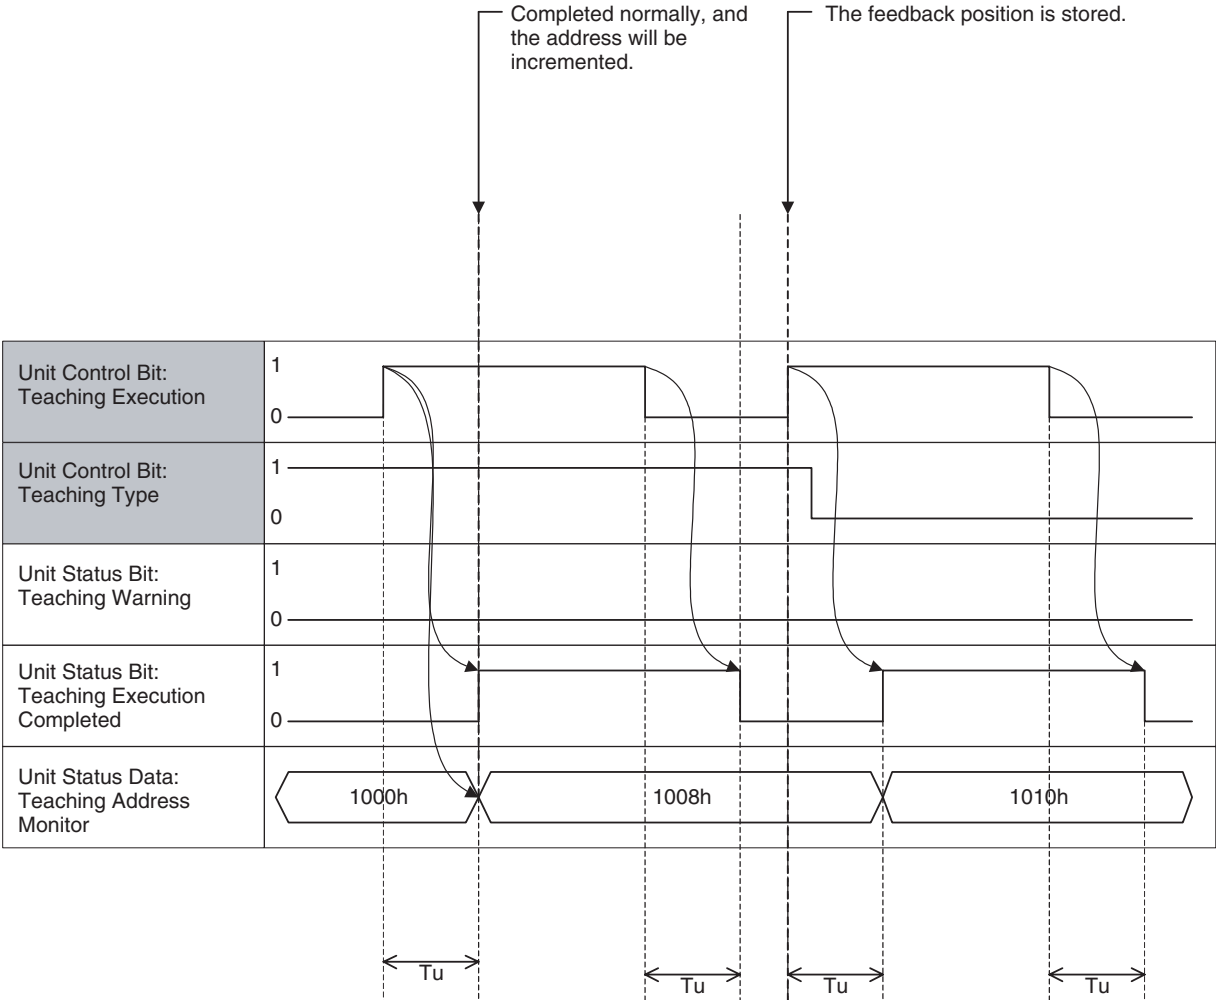 Completed normally, and
the address will be
incremented.
The feedback position is stored.
Unit Control Bit:
Teaching Execution
1
0
Unit Control Bit:
Teaching Type
1
0
Unit Status Bit:
Teaching Warning
1
0
Unit Status Bit:
Teaching Execution
Completed
1
0
Unit Status Data:
Teaching Address
Monitor
1000h
1008h
1010h
Tu
Tu
Tu
Tu